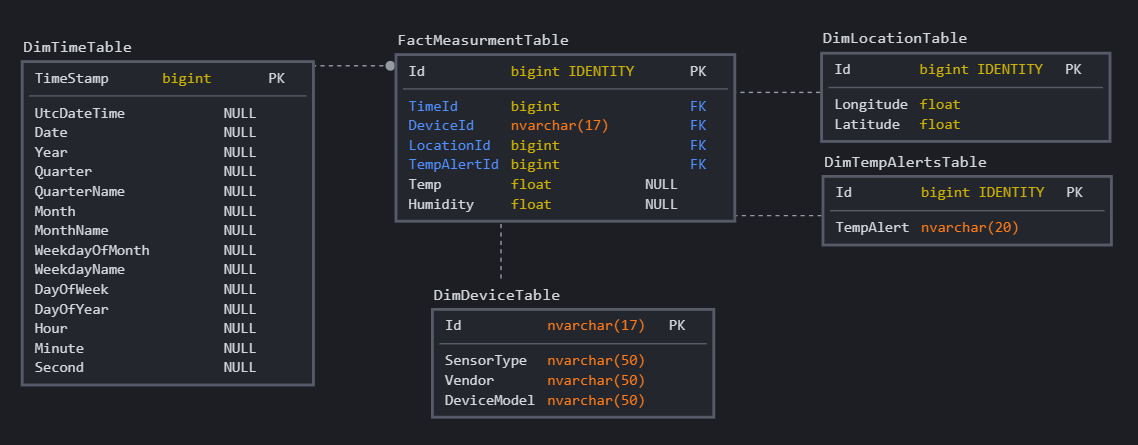 DimTimeTable
TimeStamp bigint PK
UtcDateTime NULL
Date NULL
Year NULL
Quarter NULL
QuarterName NULL
Month NULL
MonthName NULL
WeekdayOfMonth NULL
WeekdayName NULL
DayOfWeek NULL
DayOfYear NULL
Hour NULL
Minute NULL
Second NULL
FactMeasurmentTable
Id bigint IDENTITY PK
TimeId bigint FK
DeviceId nvarchar(17) FK
LocationId bigint FK
TempAlertId bigint FK
Temp float NULL
Humidity float NULL
DimLocationTable
Id bigint IDENTITY PK
Longitude float
Latitude float
DimTempAlertsTable
Id bigint IDENTITY PK
TempAlert nvarchar(20)
DimDeviceTable
Id nvarchar(17) PK
SensorType nvarchar(50)
Vendor nvarchar(50)
DeviceModel nvarchar(50)